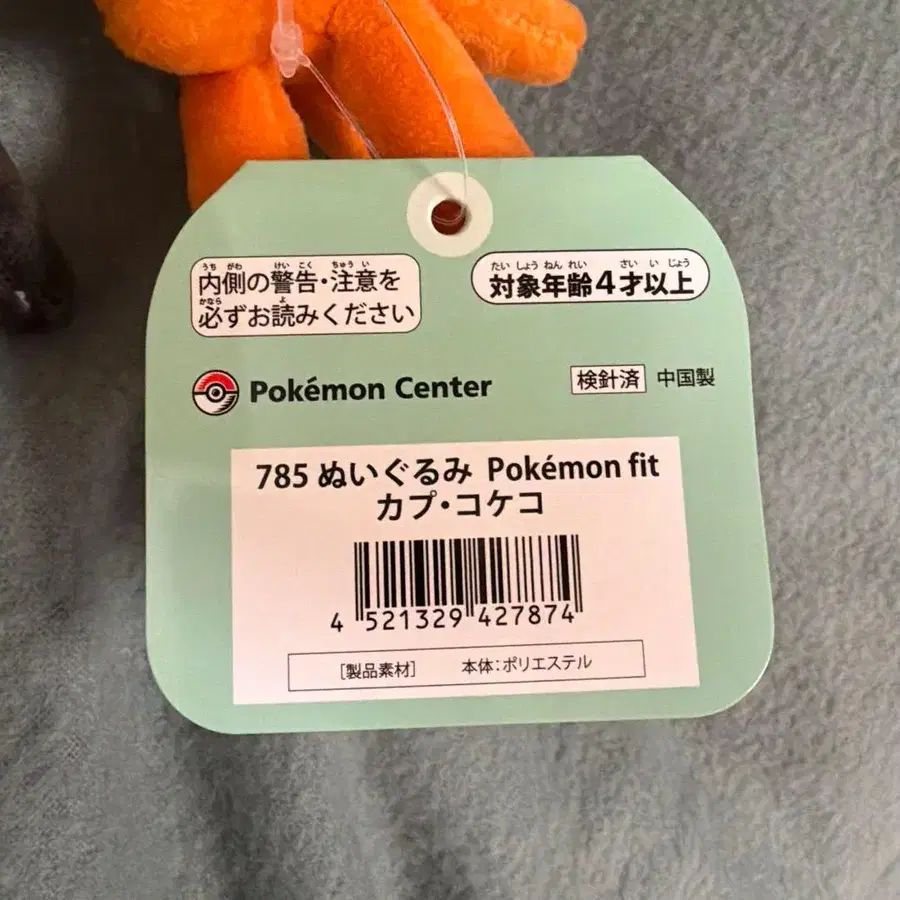 内側の警告・注意を
必ずお読みください
対象年齢4才以上
Pokémon Center
検針済 中国製
785 ぬいぐるみ Pokémon fit
カプ・コケコ
4 521329 427874
[製品素材] 本体:ポリエステル